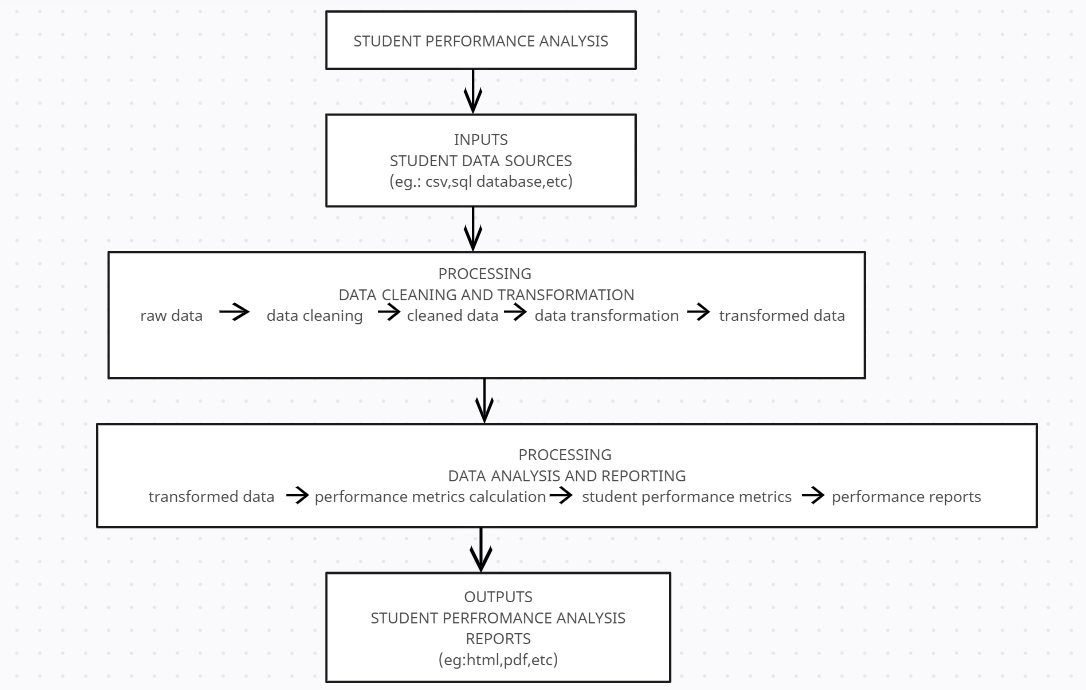 STUDENT PERFORMANCE ANALYSIS
INPUTS
STUDENT DATA SOURCES
(eg.: csv,sql database,etc)
PROCESSING
DATA CLEANING AND TRANSFORMATION
raw data → data cleaning → cleaned data → data transformation → transformed data
PROCESSING
DATA ANALYSIS AND REPORTING
transformed data → performance metrics calculation → student performance metrics → performance reports
OUTPUTS
STUDENT PERFROMANCE ANALYSIS
REPORTS
(eg:html,pdf,etc)